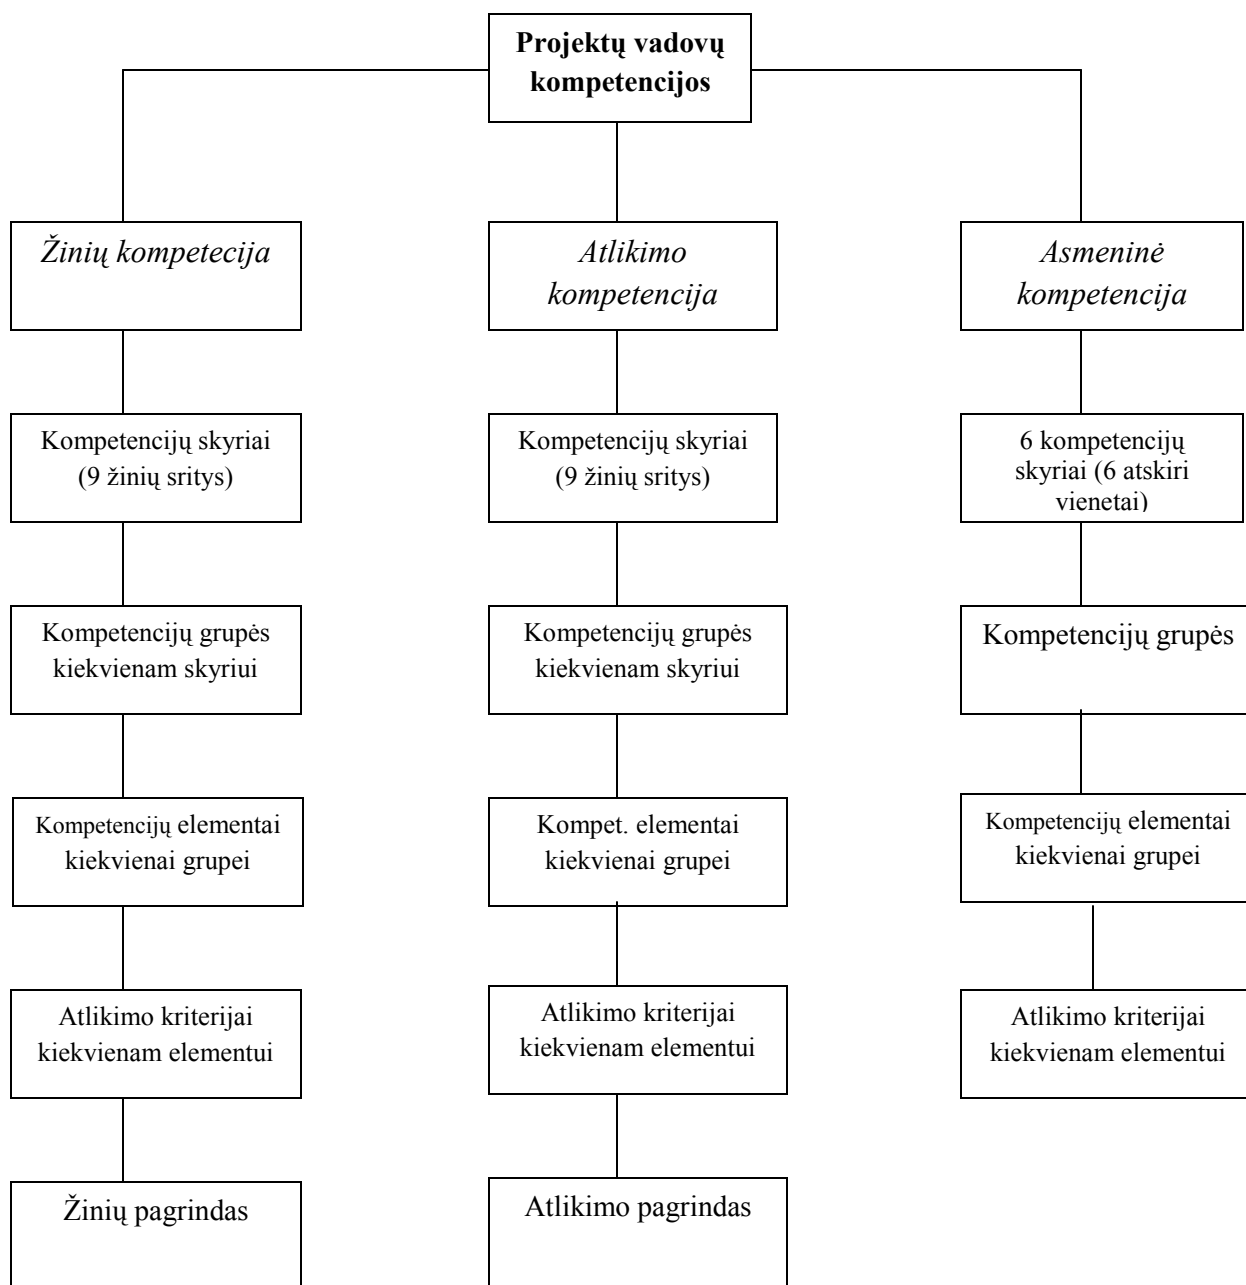 Projektų vadovų
kompetencijos
Žinių kompetecija
Atlikimo
kompetencija
Asmeninė
kompetencija
Kompetencijų skyriai
(9 žinių sritys)
Kompetencijų skyriai
(9 žinių sritys)
6 kompetencijų
skyriai (6 atskiri
vienetai)
Kompetencijų grupės
kiekvienam skyriui
Kompetencijų grupės
kiekvienam skyriui
Kompetencijų grupės
Kompetencijų elementai
kiekvienai grupei
Kompet. elementai
kiekvienai grupei
Kompetencijų elementai
kiekvienai grupei
Atlikimo kriterijai
kiekvienam elementui
Atlikimo kriterijai
kiekvienam elementui
Atlikimo kriterijai
kiekvienam elementui
Žinių pagrindas
Atlikimo pagrindas